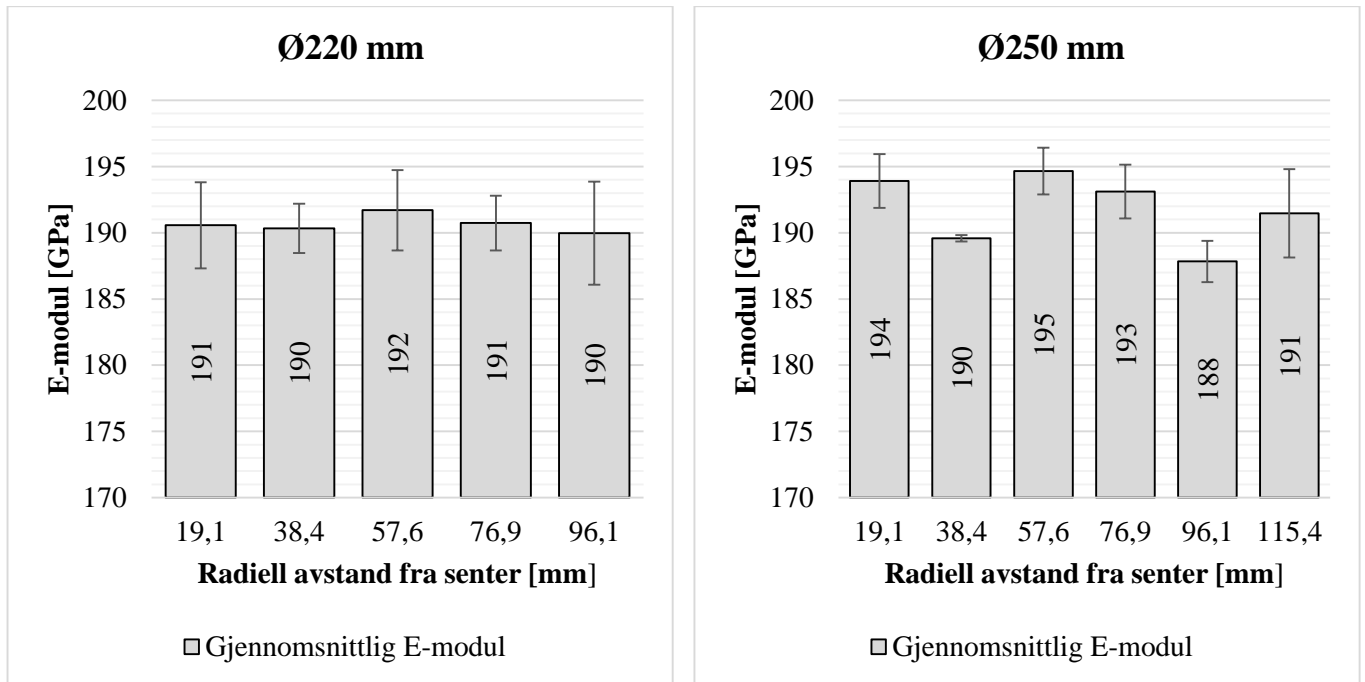 Ø220 mm
E-modul [GPa]
200
195
190
185
180
175
170
191
190
192
191
190
19,1 38,4 57,6 76,9 96,1
Radiell avstand fra senter [mm]
Gjennomsnittlig E-modul
Ø250 mm
E-modul [GPa]
200
195
190
185
180
175
170
194
190
195
193
188
191
19,1 38,4 57,6 76,9 96,1 115,4
Radiell avstand fra senter [mm]
Gjennomsnittlig E-modul